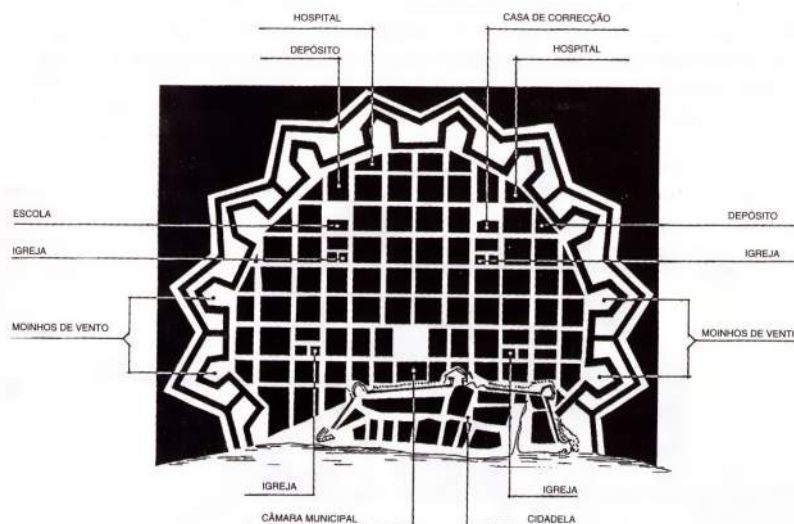 HOSPITAL
CASA DE CORRECÇÃO
DEPÓSITO
HOSPITAL
ESCOLA
DEPÓSITO
IGREJA
IGREJA
MOINHOS DE VENTO
MOINHOS DE VENTO
IGREJA
IGREJA
CÂMARA MUNICIPAL
CIDADELA